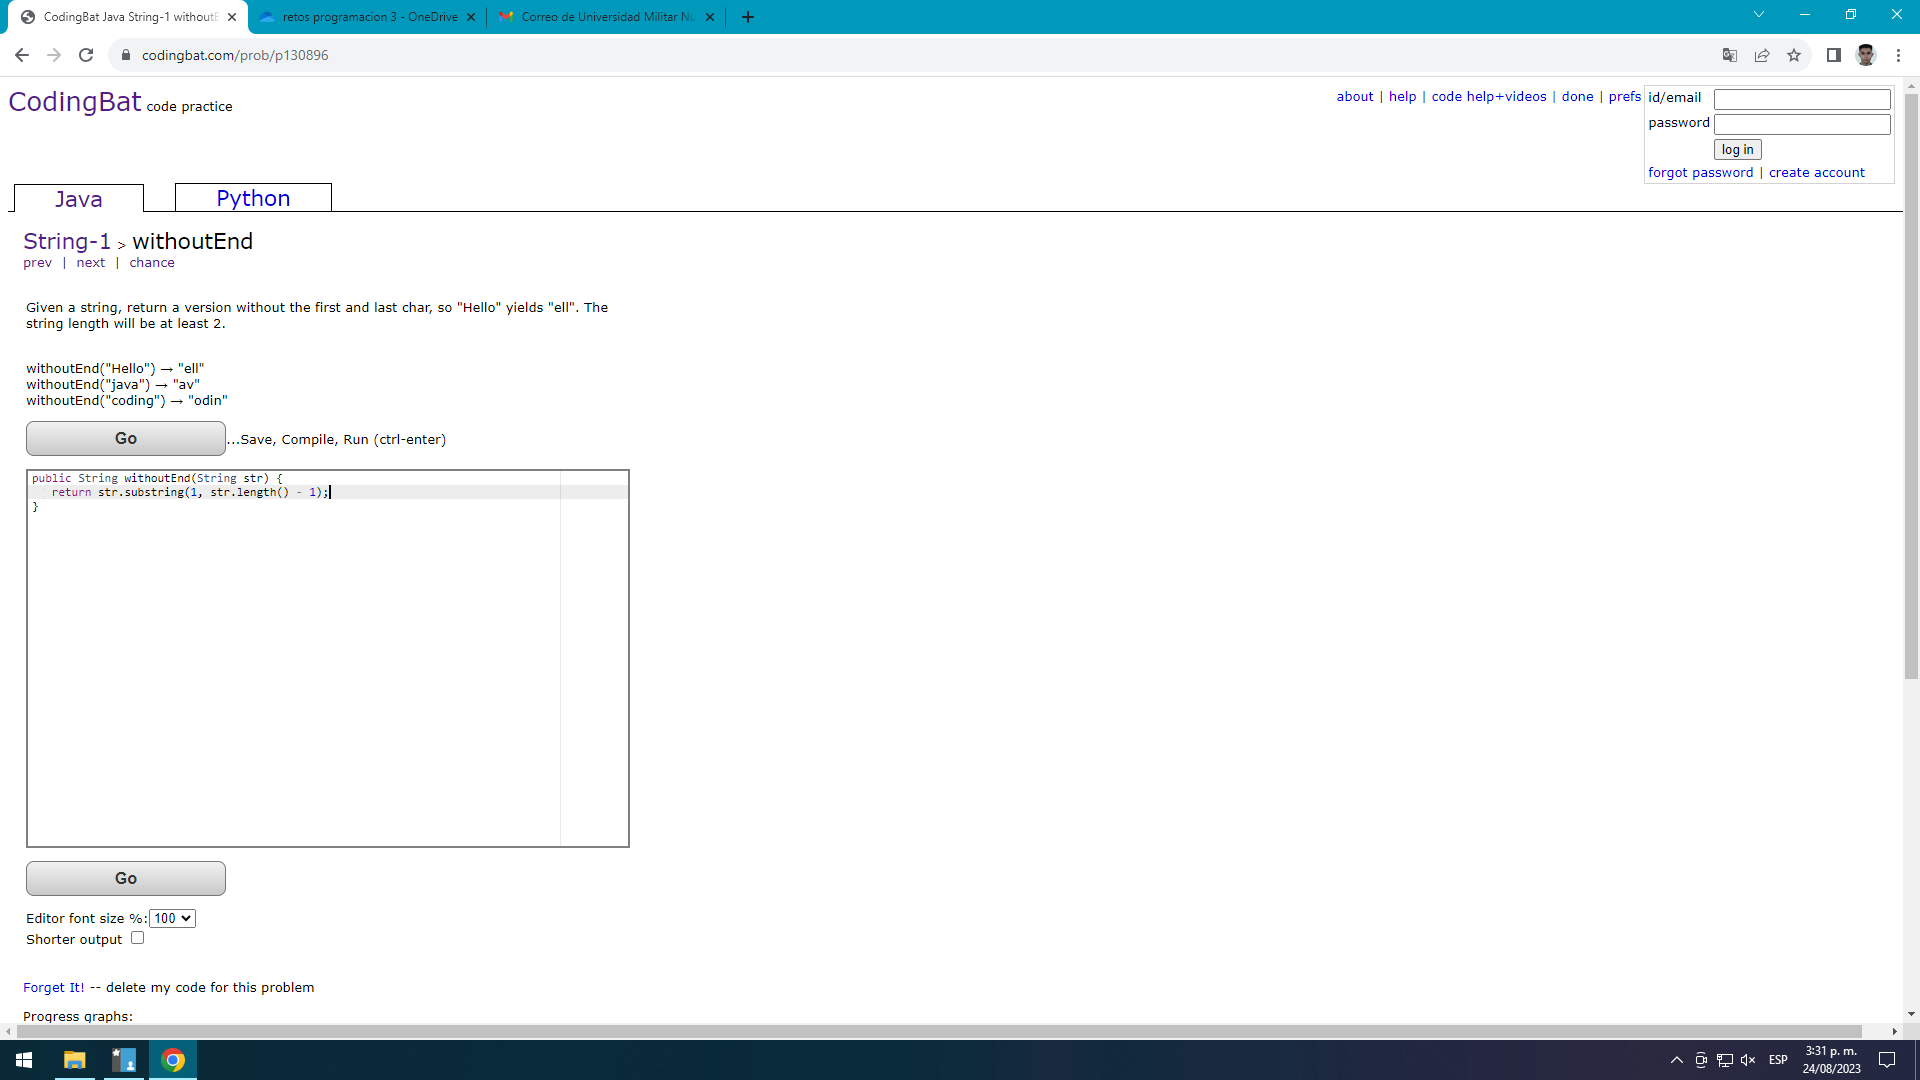 CodingBat Java String-1 without
retos programacion 3 - OneDrive
Correo de Universidad Militar Nu
codingbat.com/prob/p130896
CodingBat code practice
about | help | code help+videos | done | prefs
id/email
password
log in
forgot password | create account
Java
Python
String-1 > withoutEnd
prev | next | chance
Given a string, return a version without the first and last char, so "Hello" yields "ell". The
string length will be at least 2.
withoutEnd("Hello") → "ell"
withoutEnd("java") → "av"
withoutEnd("coding") → "odin"
Go
...Save, Compile, Run (ctrl-enter)
public String withoutEnd(String str) {
return str.substring(1, str.length() - 1);
}
Go
Editor font size %: 100
Shorter output
Forget It! -- delete my code for this problem
Progress graphs:
ESP
3:31 p. m.
24/08/2023